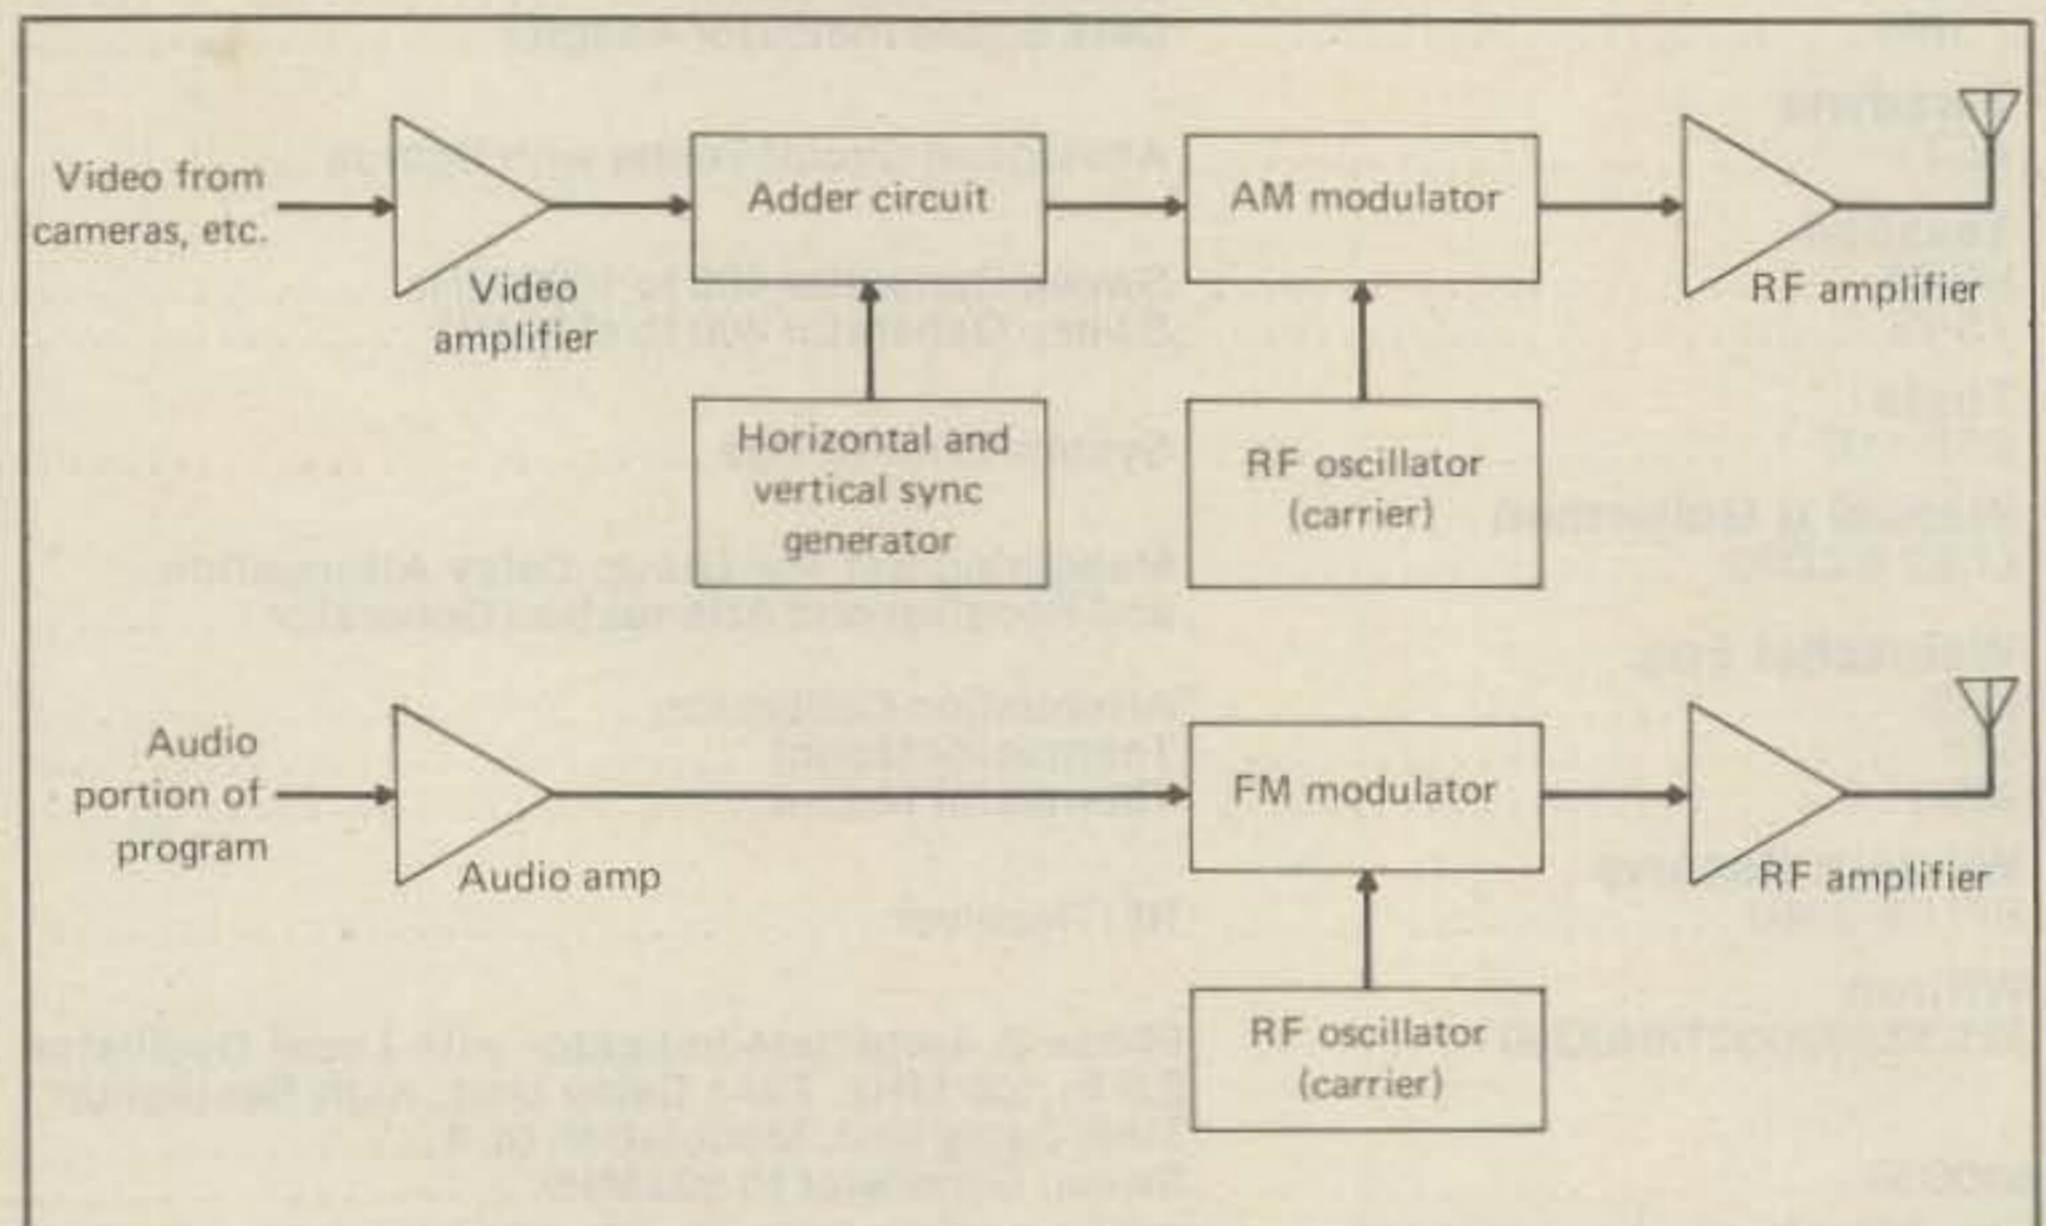 Video from
cameras, etc.
Video
amplifier
Adder circuit
AM modulator
RF amplifier
Horizontal and
vertical sync
generator
RF oscillator
(carrier)
Audio
portion of
program
Audio amp
FM modulator
RF amplifier
RF oscillator
(carrier)